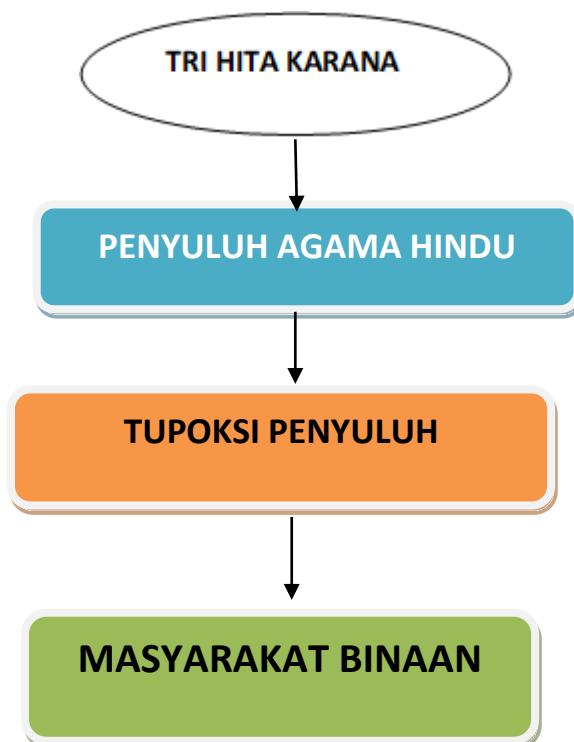 TRI HITA KARANA
PENYULUH AGAMA HINDU
TUPOKSI PENYULUH
MASYARAKAT BINAAN